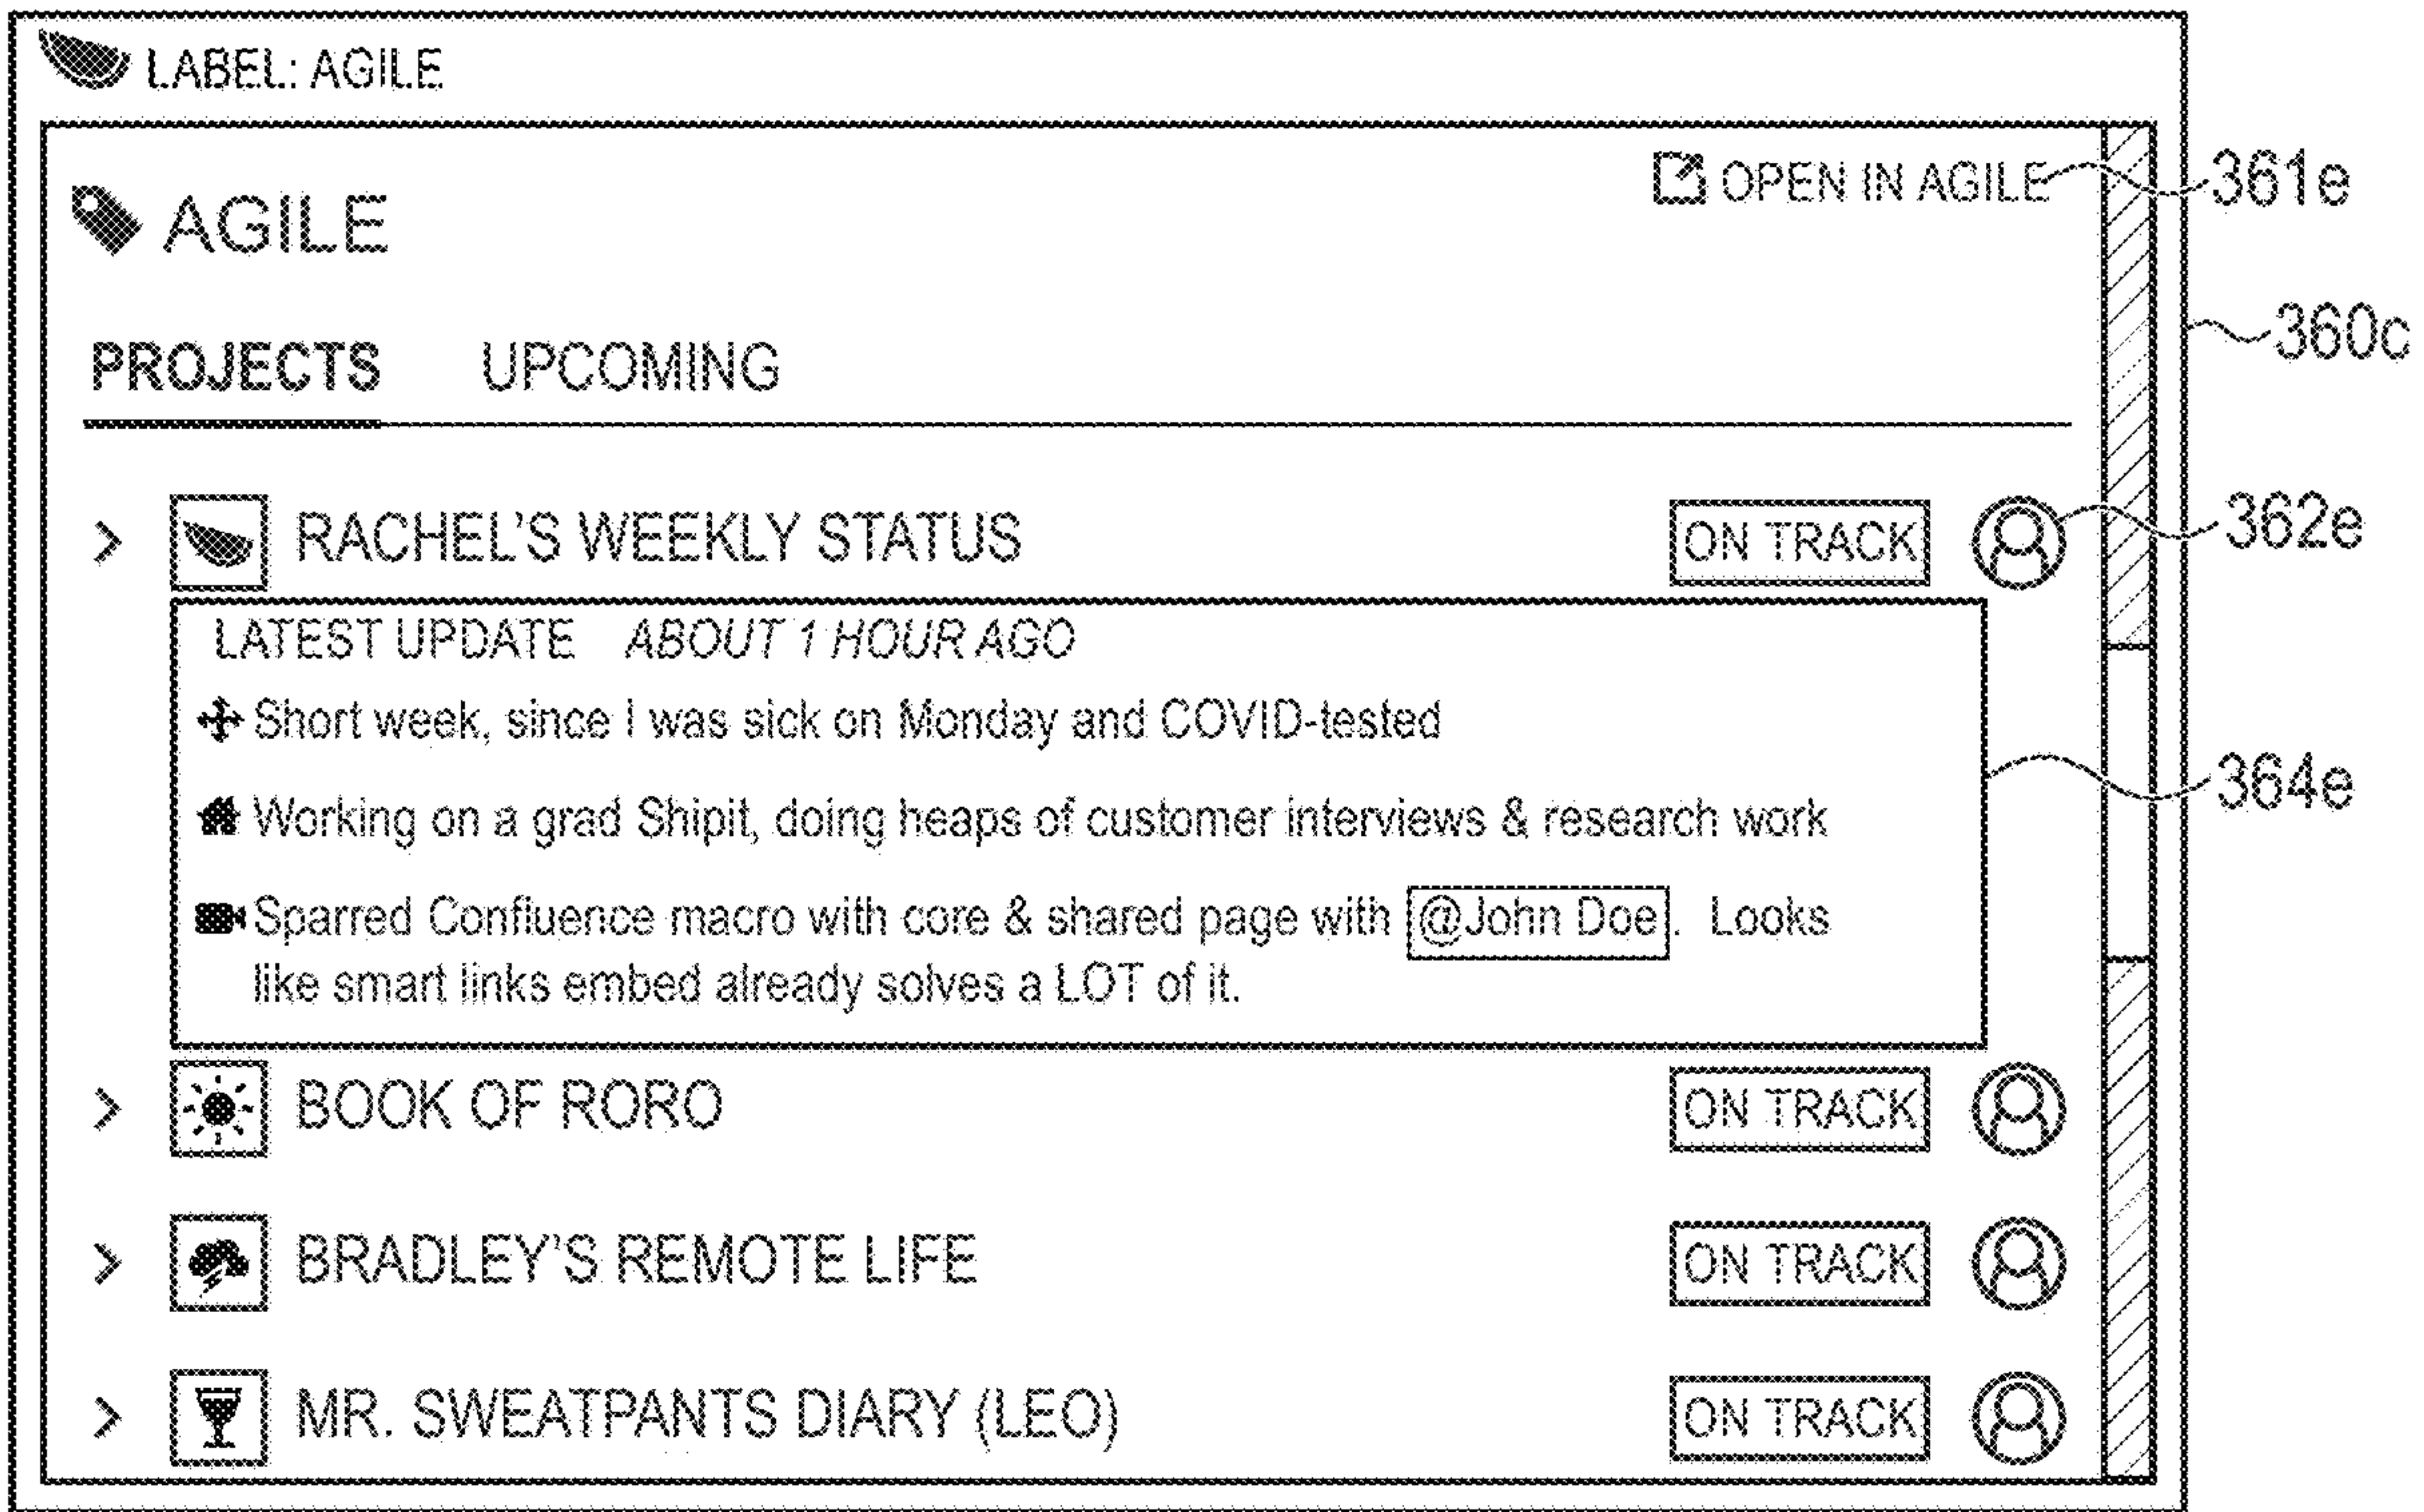 LABEL: AGILE
OPEN IN AGILE
361e
AGILE
360c
PROJECTS UPCOMING
RACHEL'S WEEKLY STATUS ON TRACK
362e
LATEST UPDATE ABOUT 1 HOUR AGO
Short week, since I was sick on Monday and COVID-tested
364e
Working on a grad Shipit, doing heaps of customer interviews & research work
Sparred Confluence macro with core & shared page with @John Doe. Looks
like smart links embed already solves a LOT of it.
BOOK OF RORO ON TRACK
BRADLEY'S REMOTE LIFE ON TRACK
MR. SWEATPANTS DIARY (LEO) ON TRACK